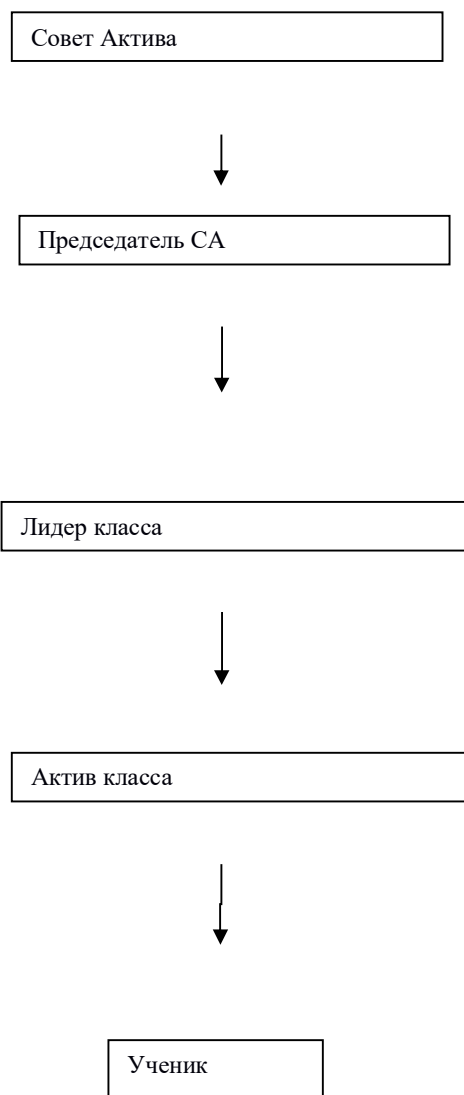 Совет Актива
Председатель СА
Лидер класса
Актив класса
Ученик